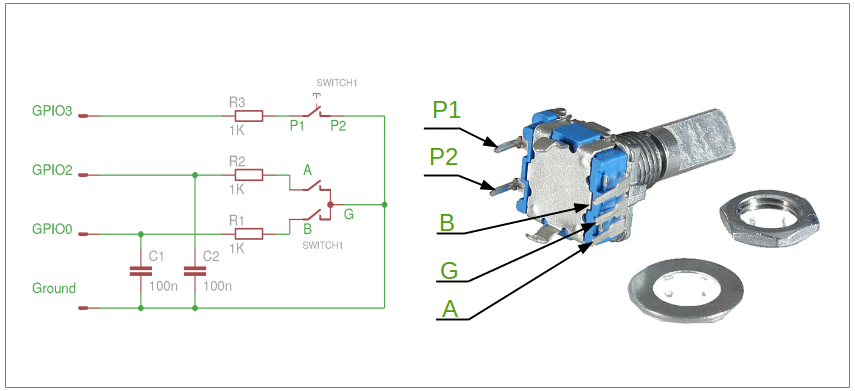 SWITCH1
GPIO3
R3
1K
P1
P2
GPIO2
R2
1K
A
G
GPIO0
R1
1K
B
SWITCH1
C1
100n
C2
100n
Ground
P1
P2
B
G
A